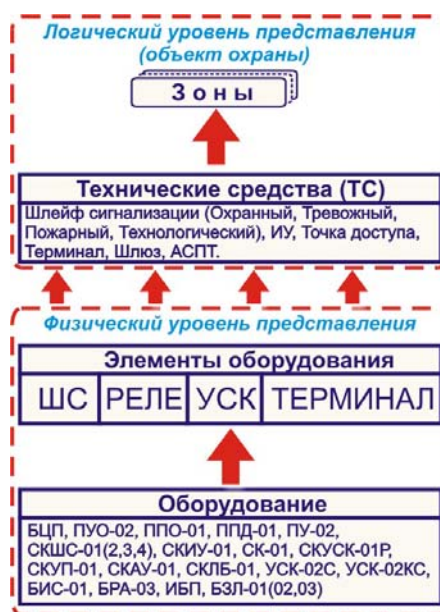 Логический уровень представления
(объект охраны)
Зоны
Технические средства (ТС)
Шлейф сигнализации (Охранный, Тревожный,
Пожарный, Технологический), ИУ, Точка доступа,
Терминал, Шлюз, АСПТ.
Физический уровень представления
Элементы оборудования
ШС РЕЛЕ УСК ТЕРМИНАЛ
Оборудование
БЦП, ПУО-02, ППО-01, ППД-01, ПУ-02,
СКШС-01(2,3,4), СКИУ-01, СК-01, СКУСК-01Р,
СКУП-01, СКАУ-01, СКЛБ-01, УСК-02С, УСК-02КС,
БИС-01, БРА-03, ИБП, БЗЛ-01(02,03)